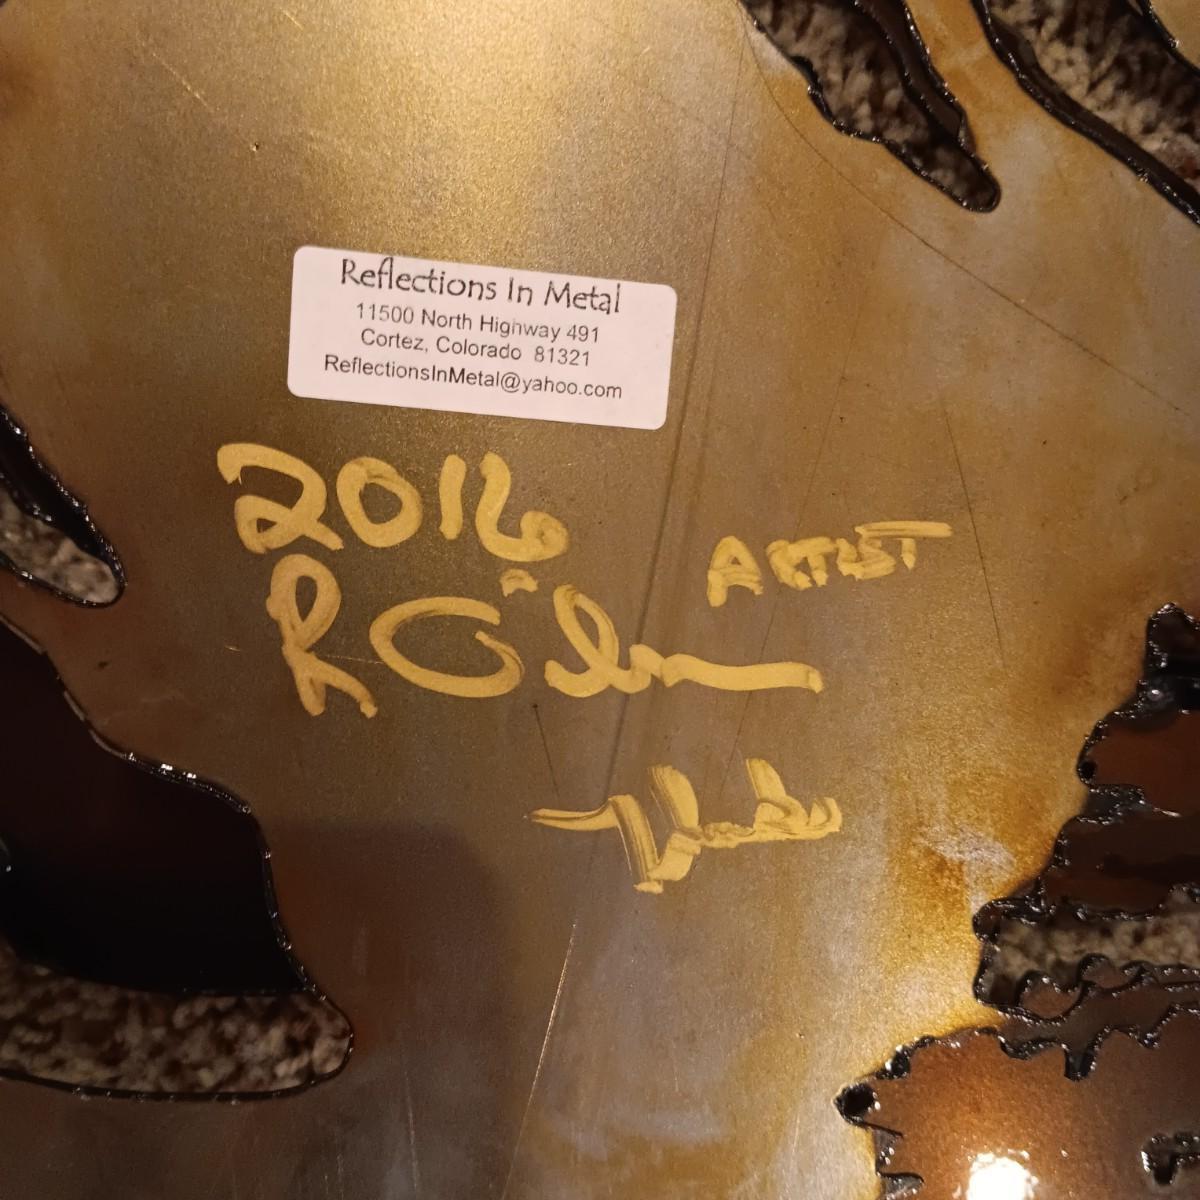 Reflections In Metal
11500 North Highway 491
Cortez, Colorado 81321
ReflectionsInMetal@yahoo.com
2016
ARTIST